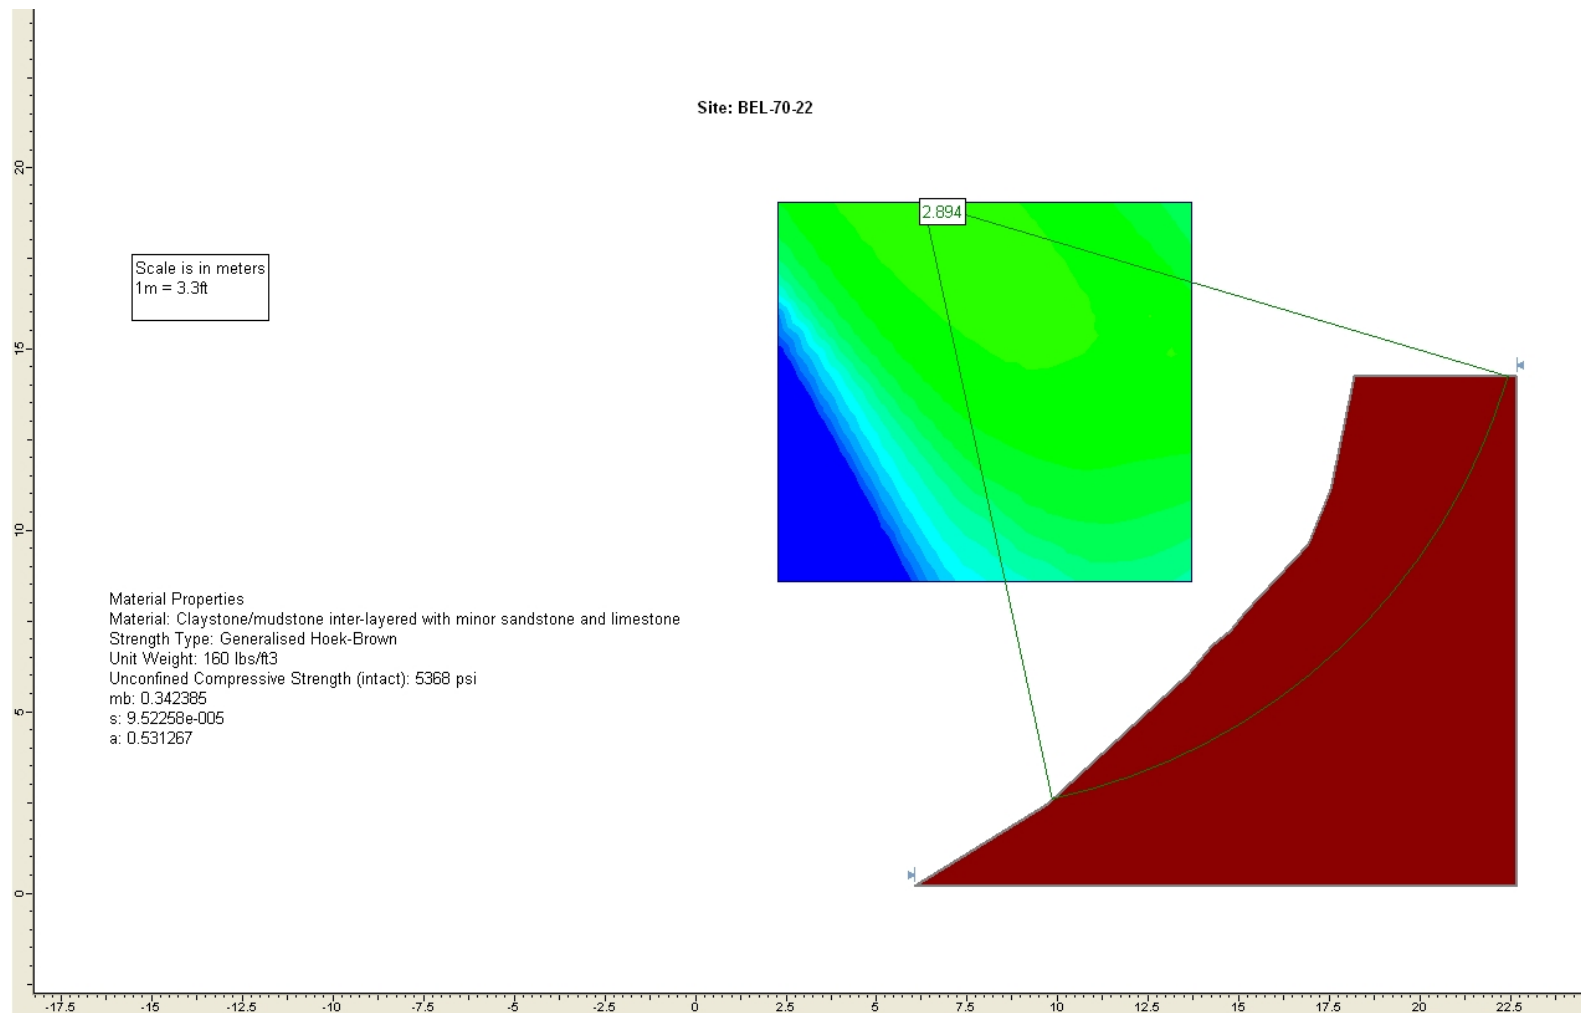 Site: BEL-70-22
20
2.894
Scale is in meters
1m = 3.3ft
15
10
Material Properties
Material: Claystone/mudstone inter-layered with minor sandstone and limestone
Strength Type: Generalised Hoek-Brown
Unit Weight: 160 lbs/ft3
Unconfined Compressive Strength (intact): 5368 psi
mb: 0.342385
s: 9.52258e-005
a: 0.531267
5
0
-17.5 -15 -12.5 -10 -7.5 -5 -2.5 0 2.5 5 7.5 10 12.5 15 17.5 20 22.5